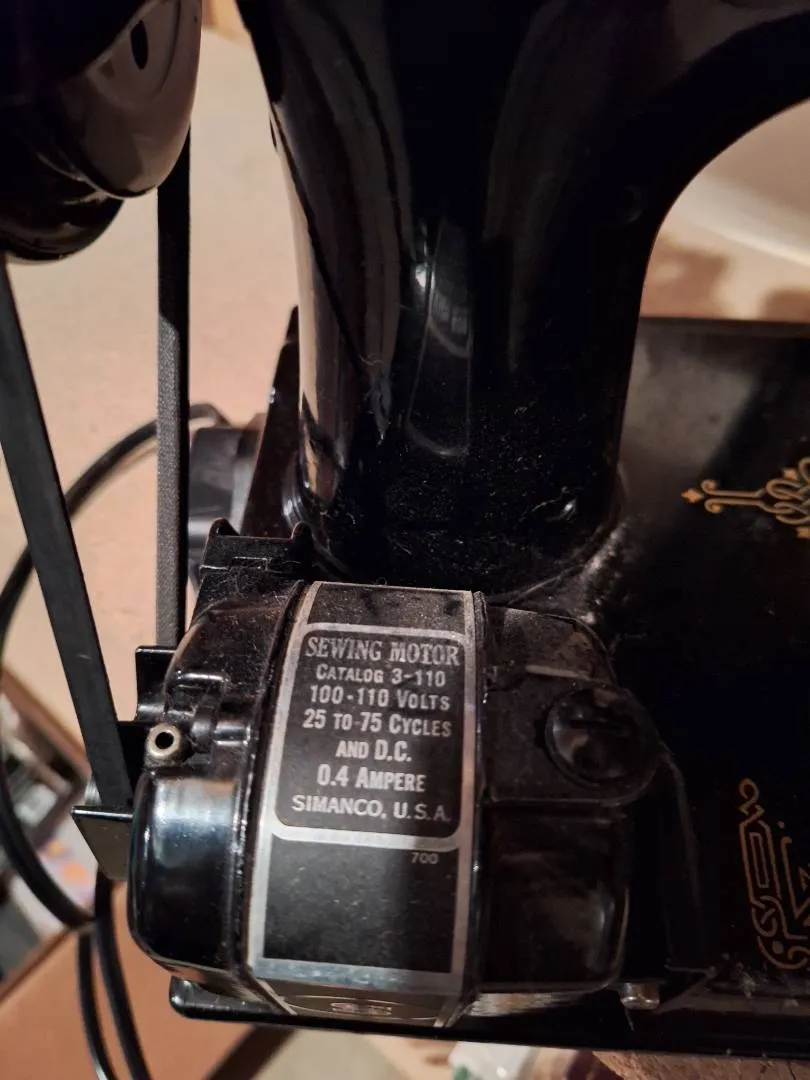 SEWING MOTOR
CATALOG 3-110
100-110 VOLTS
25 TO 75 CYCLES
AND D.C.
0.4 AMPERE
SIMANCO, U.S.A.
700